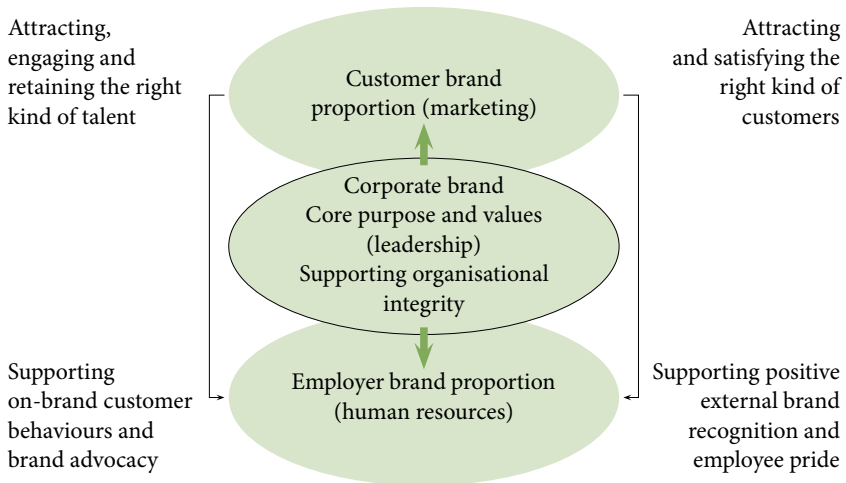 Attracting,
engaging and
retaining the right
kind of talent
Customer brand
proportion (marketing)
Attracting
and satisfying the
right kind of
customers
Corporate brand
Core purpose and values
(leadership)
Supporting organisational
integrity
Supporting
on-brand customer
behaviours and
brand advocacy
Employer brand proportion
(human resources)
Supporting positive
external brand
recognition and
employee pride